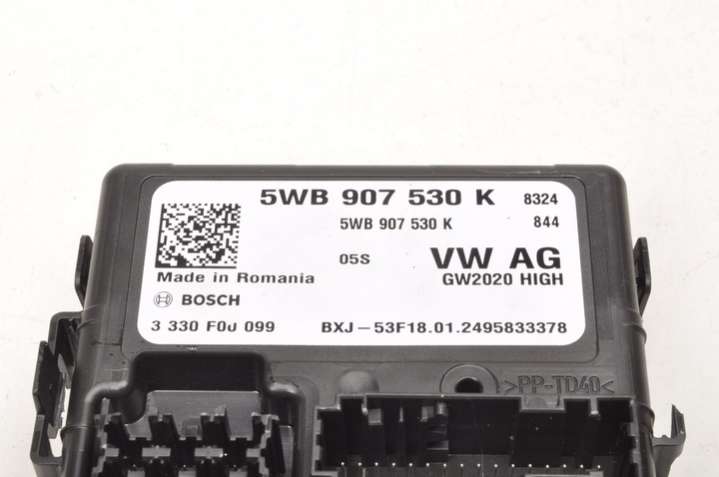 5WB 907 530 K 8324
5WB 907 530 K 844
05S VW AG
Made in Romania GW2020 HIGH
BOSCH
3 330 F0J 099 BXJ-53F18.01.2495833378
>PP-TD40<